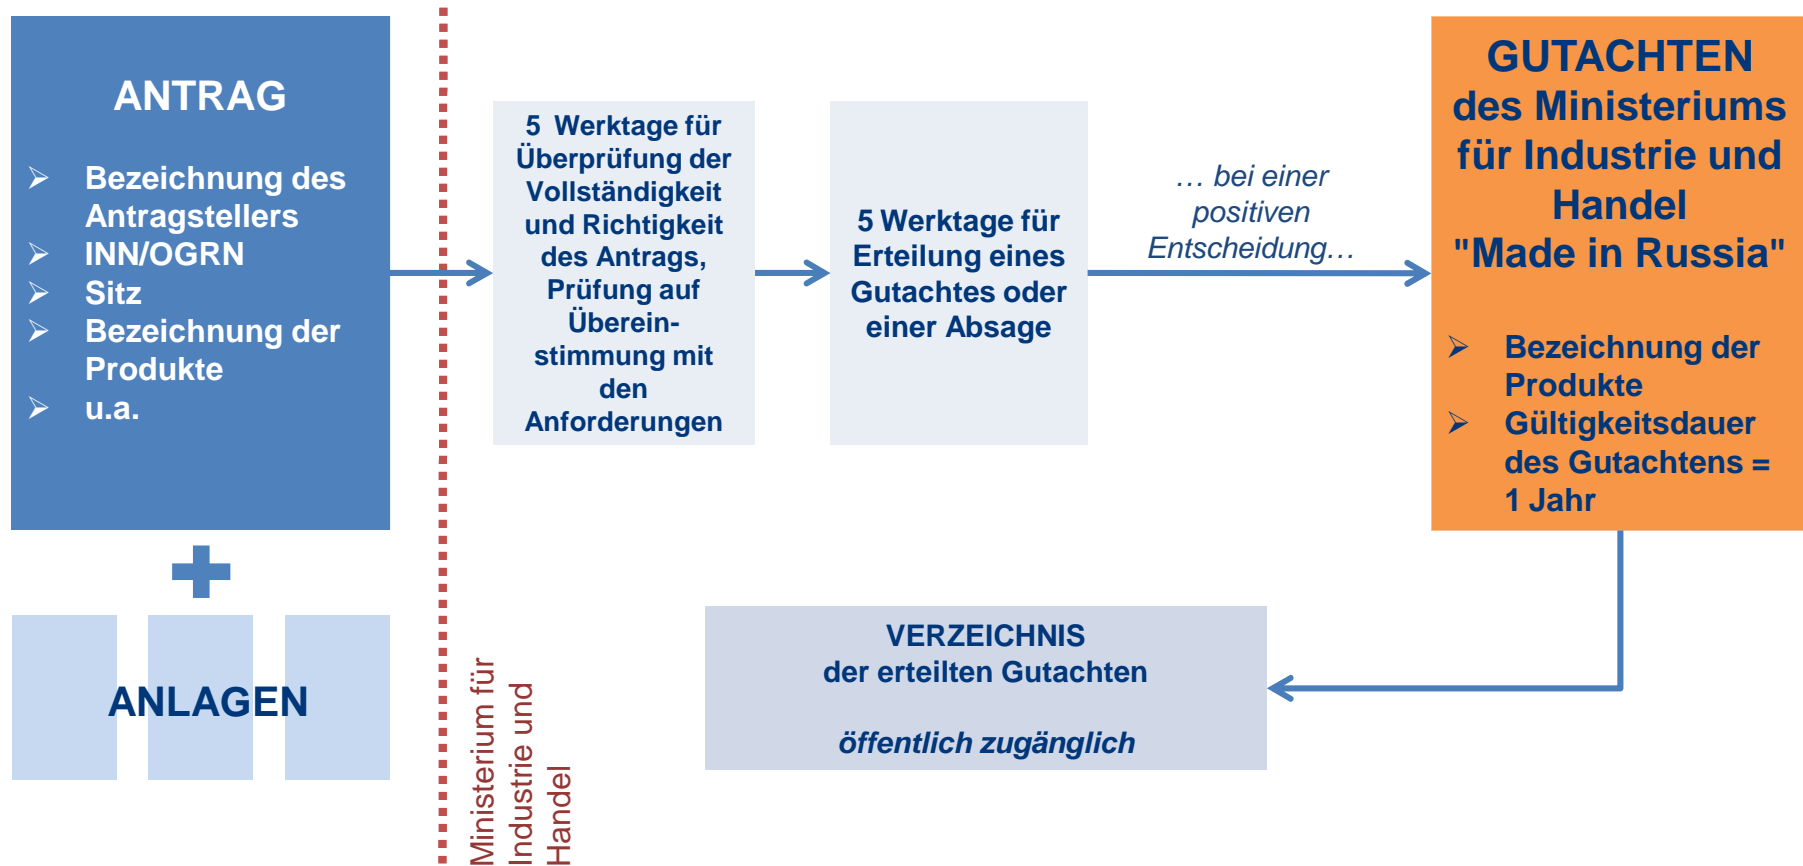 ANTRAG
➢ Bezeichnung des
Antragstellers
➢ INN/OGRN
➢ Sitz
➢ Bezeichnung der
Produkte
➢ u.a.
ANLAGEN
Ministerium für
Industrie und
Handel
5 Werktage für
Überprüfung der
Vollständigkeit
und Richtigkeit
des Antrags,
Prüfung auf
Überein-
stimmung mit
den
Anforderungen
5 Werktage für
Erteilung eines
Gutachtes oder
einer Absage
… bei einer
positiven
Entscheidung…
GUTACHTEN
des Ministeriums
für Industrie und
Handel
"Made in Russia"
➢ Bezeichnung der
Produkte
➢ Gültigkeitsdauer
des Gutachtens =
1 Jahr
VERZEICHNIS
der erteilten Gutachten
öffentlich zugänglich